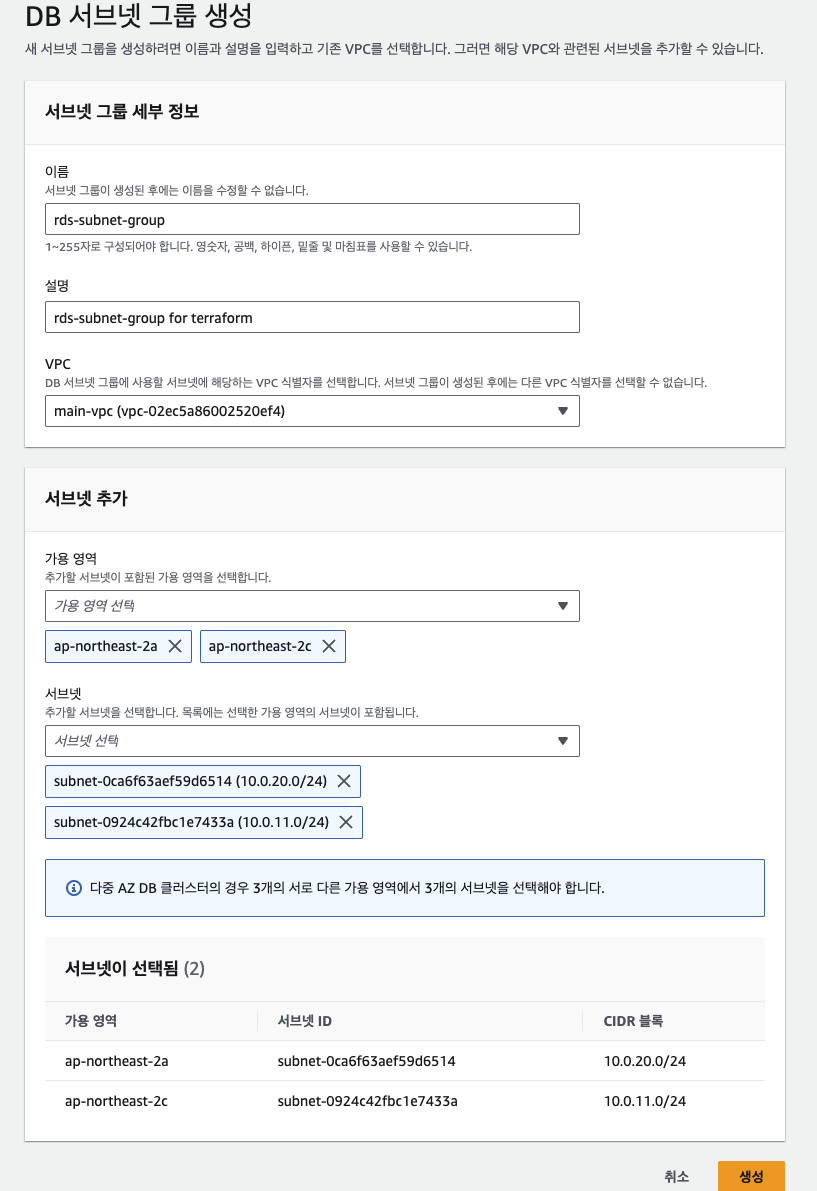 DB 서브넷 그룹 생성
새 서브넷 그룹을 생성하려면 이름과 설명을 입력하고 기존 VPC를 선택합니다. 그러면 해당 VPC와 관련된 서브넷을 추가할 수 있습니다.
서브넷 그룹 세부 정보
이름
서브넷 그룹이 생성된 후에는 이름을 수정할 수 없습니다.
rds-subnet-group
1~255자로 구성되어야 합니다. 영숫자, 공백, 하이픈, 밑줄 및 마침표를 사용할 수 있습니다.
설명
rds-subnet-group for terraform
VPC
DB 서브넷 그룹에 사용할 서브넷에 해당하는 VPC 식별자를 선택합니다. 서브넷 그룹이 생성된 후에는 다른 VPC 식별자를 선택할 수 없습니다.
main-vpc (vpc-02ec5a86002520ef4)
서브넷 추가
가용 영역
추가할 서브넷이 포함된 가용 영역을 선택합니다.
가용 영역 선택
ap-northeast-2a ap-northeast-2c
서브넷
추가할 서브넷을 선택합니다. 목록에는 선택한 가용 영역의 서브넷이 포함됩니다.
서브넷 선택
subnet-0ca6f63aef59d6514 (10.0.20.0/24)
subnet-0924c42fbc1e7433a (10.0.11.0/24)
다중 AZ DB 클러스터의 경우 3개의 서로 다른 가용 영역에서 3개의 서브넷을 선택해야 합니다.
서브넷이 선택됨 (2)
가용 영역 서브넷 ID CIDR 블록
ap-northeast-2a subnet-0ca6f63aef59d6514 10.0.20.0/24
ap-northeast-2c subnet-0924c42fbc1e7433a 10.0.11.0/24
취소 생성